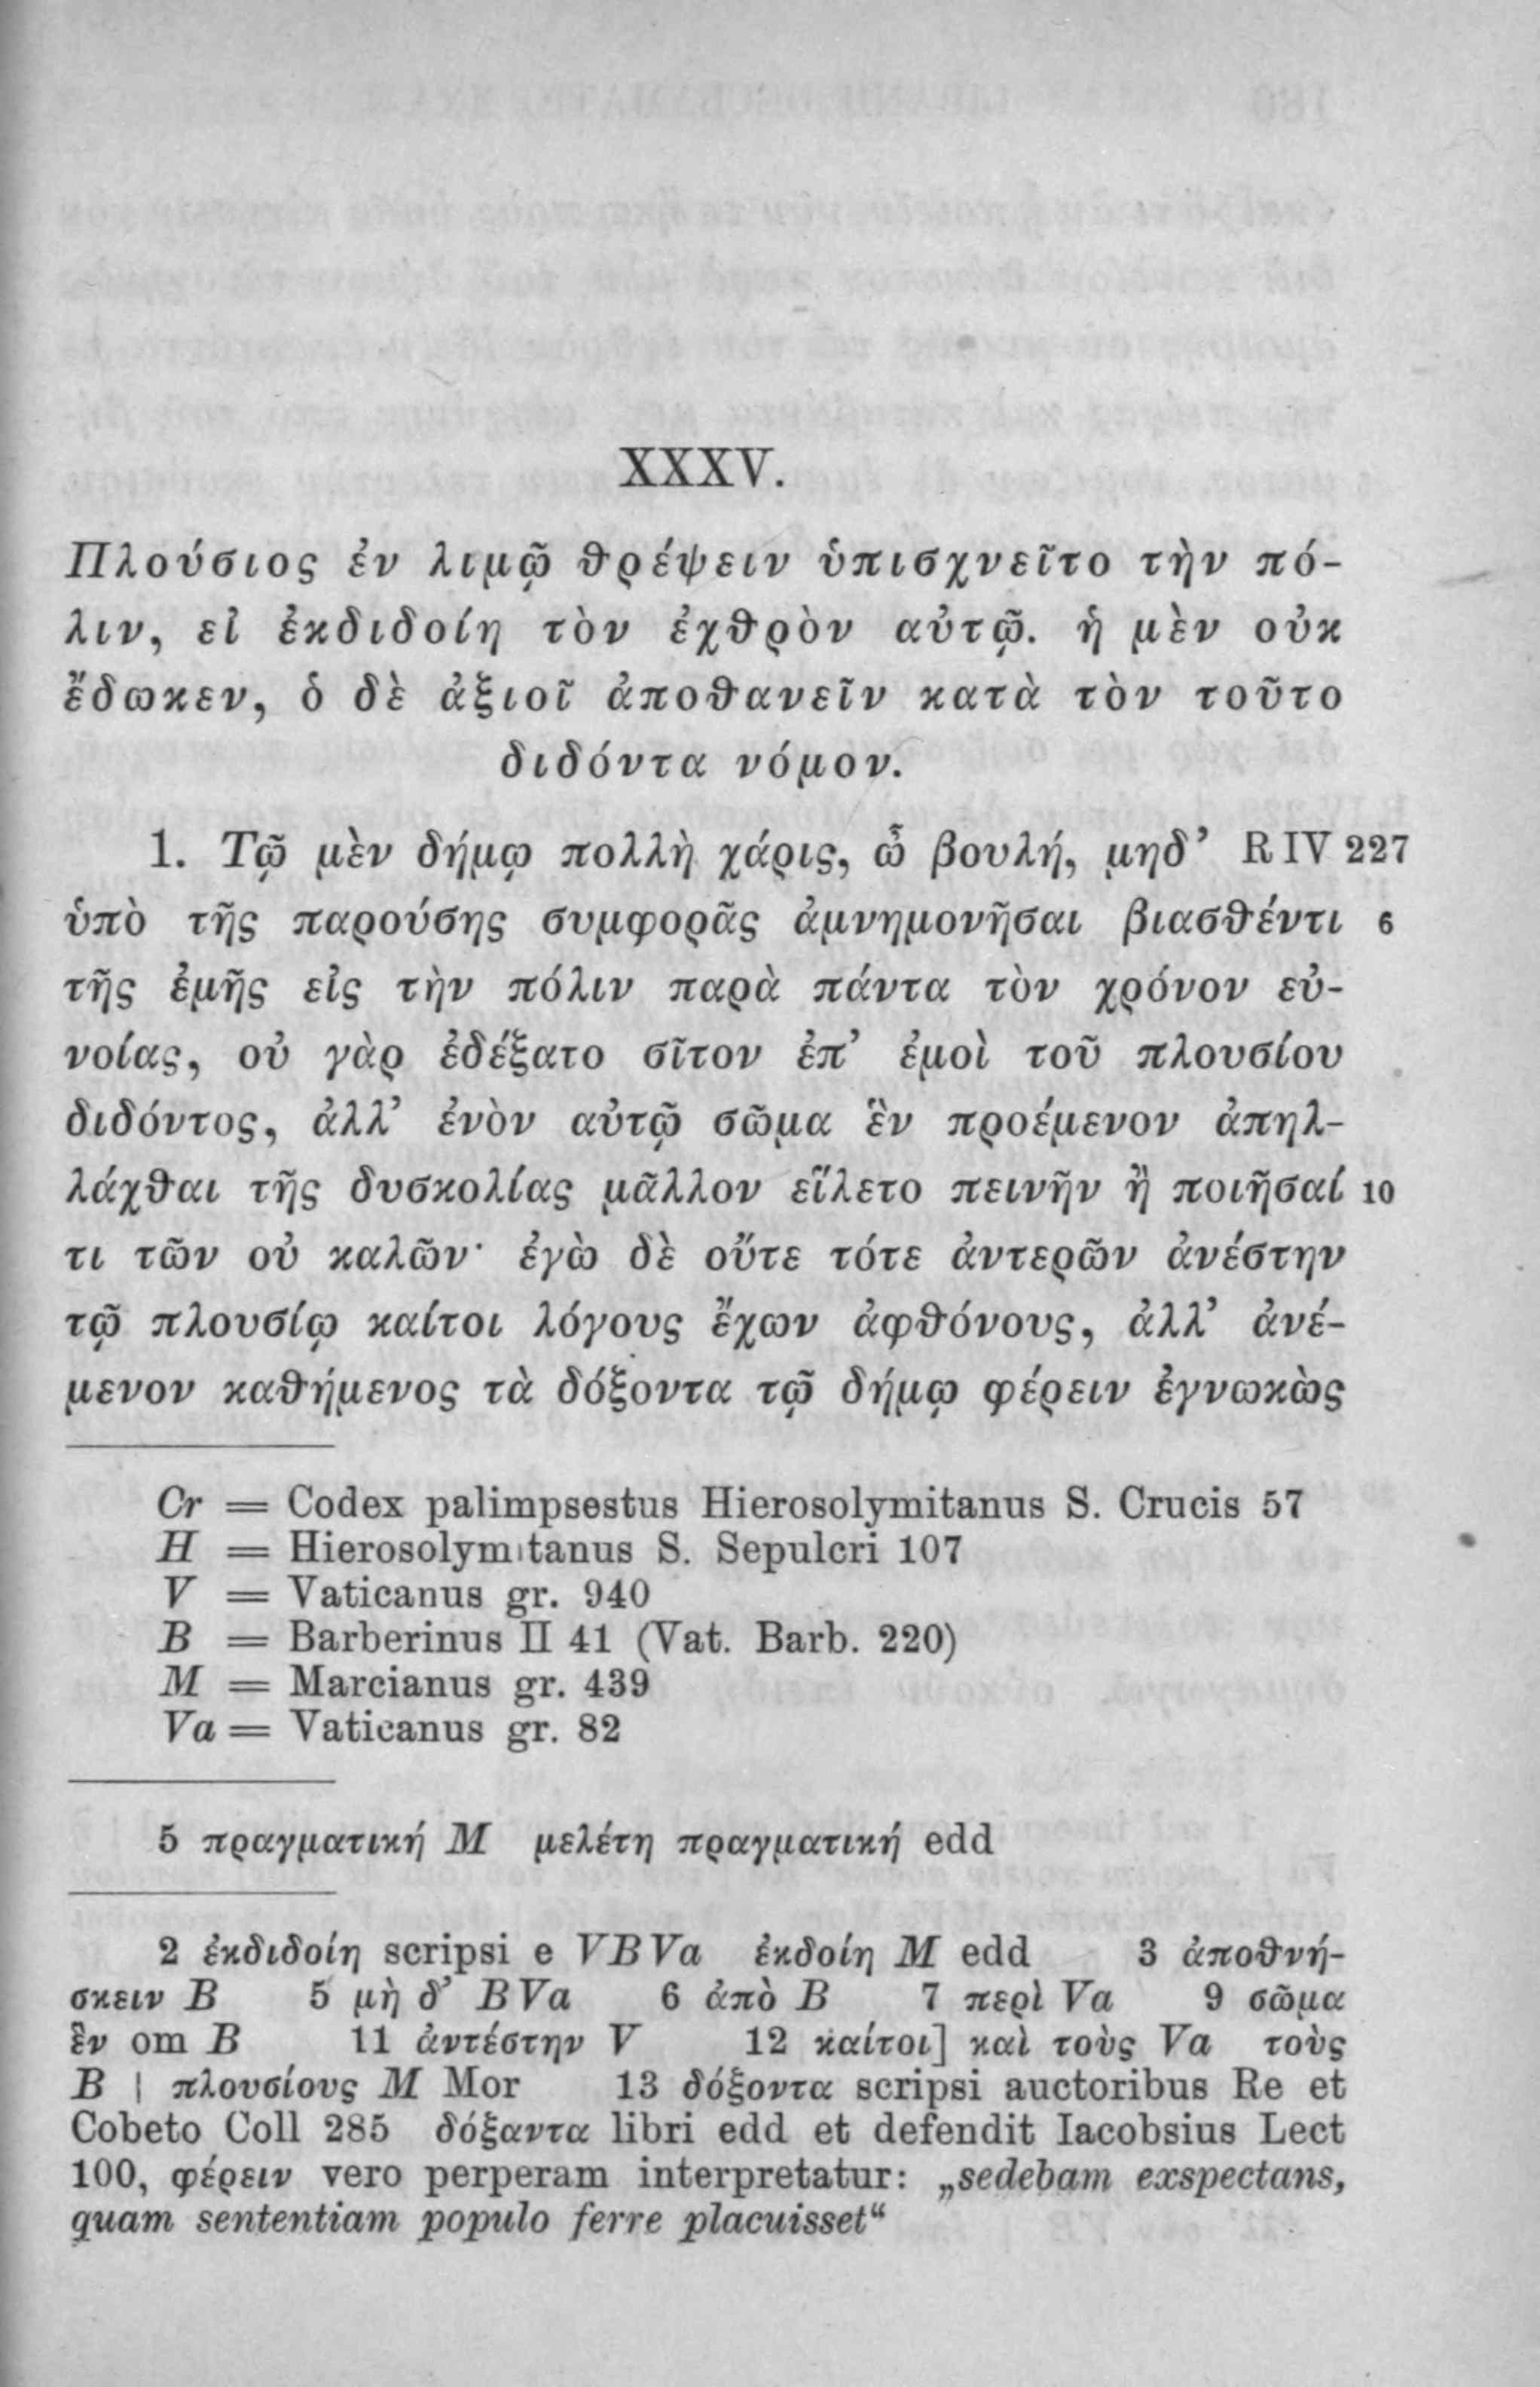 XXXV.
Πλούσιος ἐν λιμῷ θρέψειν ὑπισχνεῖτο τὴν πό-
λιν, εἰ ἐκδιδοίη τὸν ἐχθρὸν αὐτῷ. ἡ μὲν οὐκ
ἔδωκεν, ὁ δὲ ἀξιοῖ ἀποθανεῖν κατὰ τὸν τοῦτο
διδόντα νόμον.
1. Τῷ μὲν δήμῳ πολλὴ χάρις, ὦ βουλή, μηδ’ R IV 227
ὑπὸ τῆς παρούσης συμφορᾶς ἀμνημονῆσαι βιασθέντι 6
τῆς ἐμῆς εἰς τὴν πόλιν παρὰ πάντα τὸν χρόνον εὐ-
νοίας, οὐ γὰρ ἐδέξατο σῖτον ἐπ’ ἐμοὶ τοῦ πλουσίου
διδόντος, ἀλλ’ ἐνὸν αὐτῷ σῶμα ἓν προέμενον ἀπηλ-
λάχθαι τῆς δυσκολίας μᾶλλον εἵλετο πεινῆν ἢ ποιῆσαί 10
τι τῶν οὐ καλῶν· ἐγὼ δὲ οὔτε τότε ἀντερῶν ἀνέστην
τῷ πλουσίῳ καίτοι λόγους ἔχων ἀφθόνους, ἀλλ’ ἀνέ-
μενον καθήμενος τὰ δόξοντα τῷ δήμῳ φέρειν ἐγνωκὼς
Cr = Codex palimpsestus Hierosolymitanus S. Crucis 57
H = Hierosolymitanus S. Sepulcri 107
V = Vaticanus gr. 940
B = Barberinus II 41 (Vat. Barb. 220)
M = Marcianus gr. 439
Va = Vaticanus gr. 82
5 πραγματική M μελέτη πραγματική edd
2 ἐκδιδοίη scripsi e VBVa ἐκδοίη M edd 3 ἀποθνή-
σκειν B 5 μὴ δ’ BVa 6 ἀπὸ B 7 περὶ Va 9 σῶμα
ἓν om B 11 ἀντέστην V 12 καίτοι] καὶ τοὺς Va τοὺς
B | πλουσίους M Mor 13 δόξοντα scripsi auctoribus Re et
Cobeto Coll 285 δόξαντα libri edd et defendit Iacobsius Lect
100, φέρειν vero perperam interpretatur: „sedebam exspectans,
quam sententiam populo ferre placuisset“